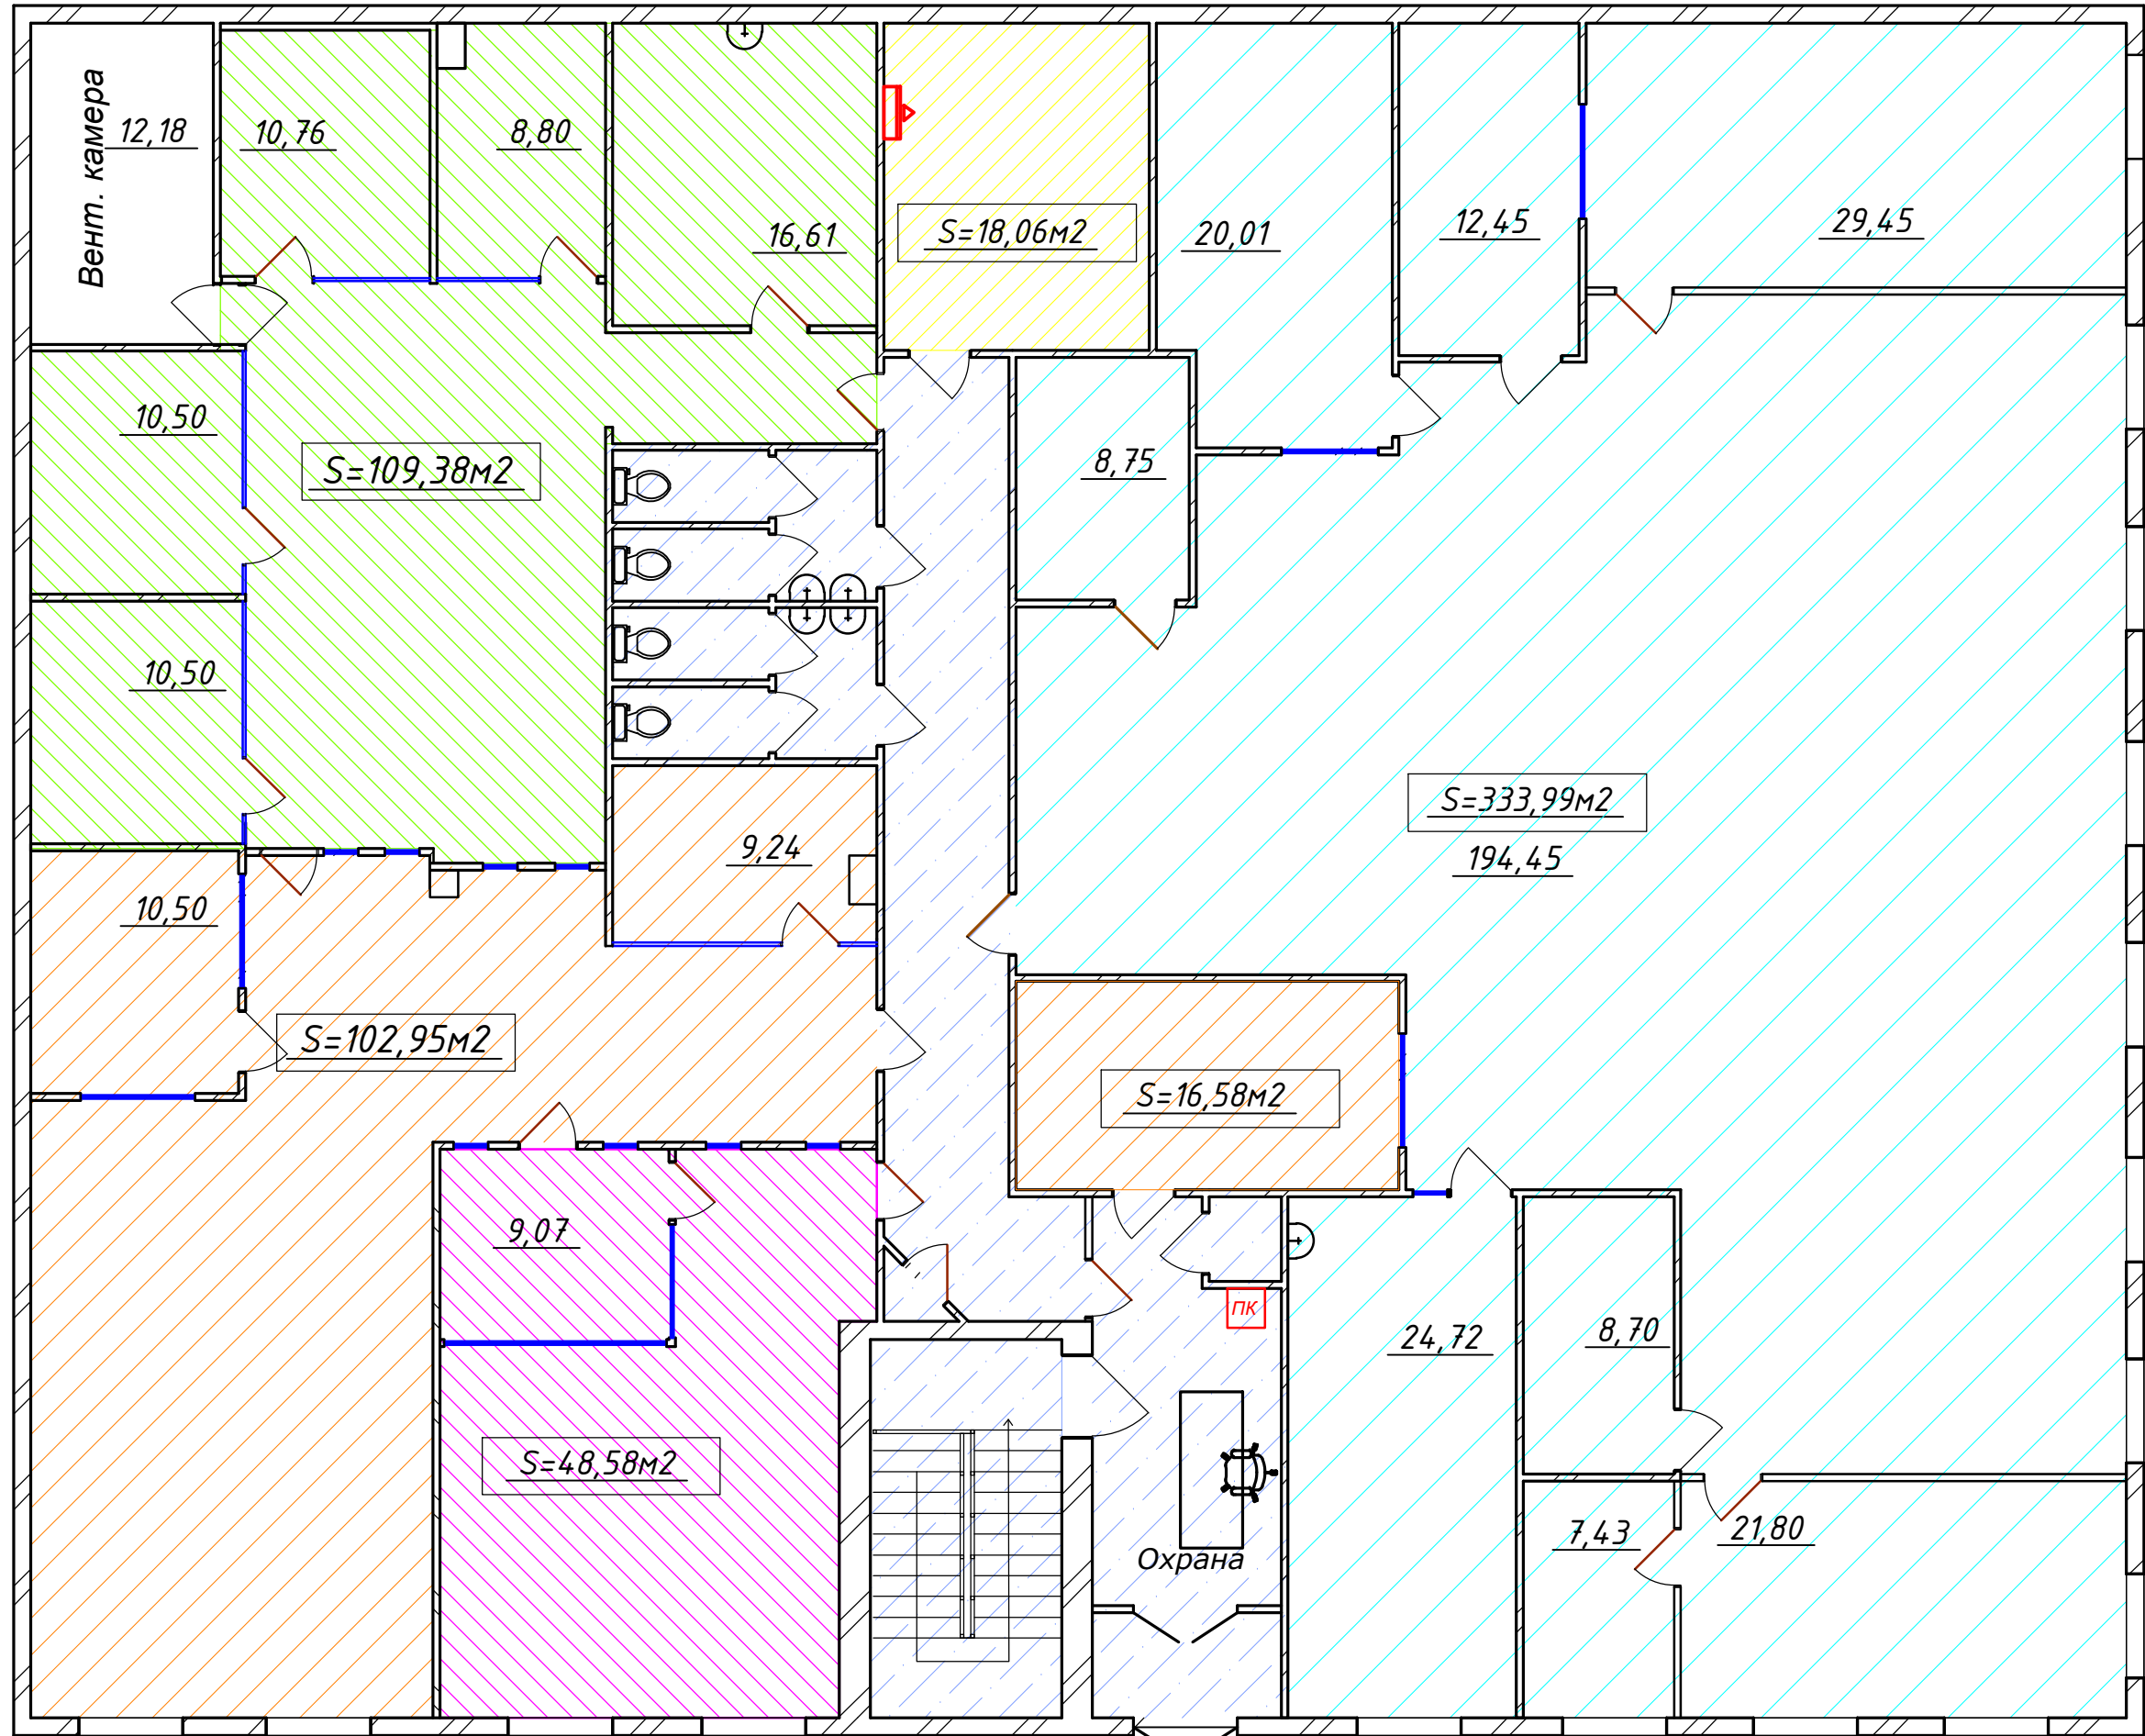 Вент. камера
12,18
10,76
8,80
16,61
S=18,06м2
20,01
12,45
29,45
10,50
S=109,38м2
8,75
10,50
S=333,99м2
194,45
9,24
10,50
S=102,95м2
S=16,58м2
9,07
ПК
24,72
8,70
S=48,58м2
7,43
21,80
Охрана